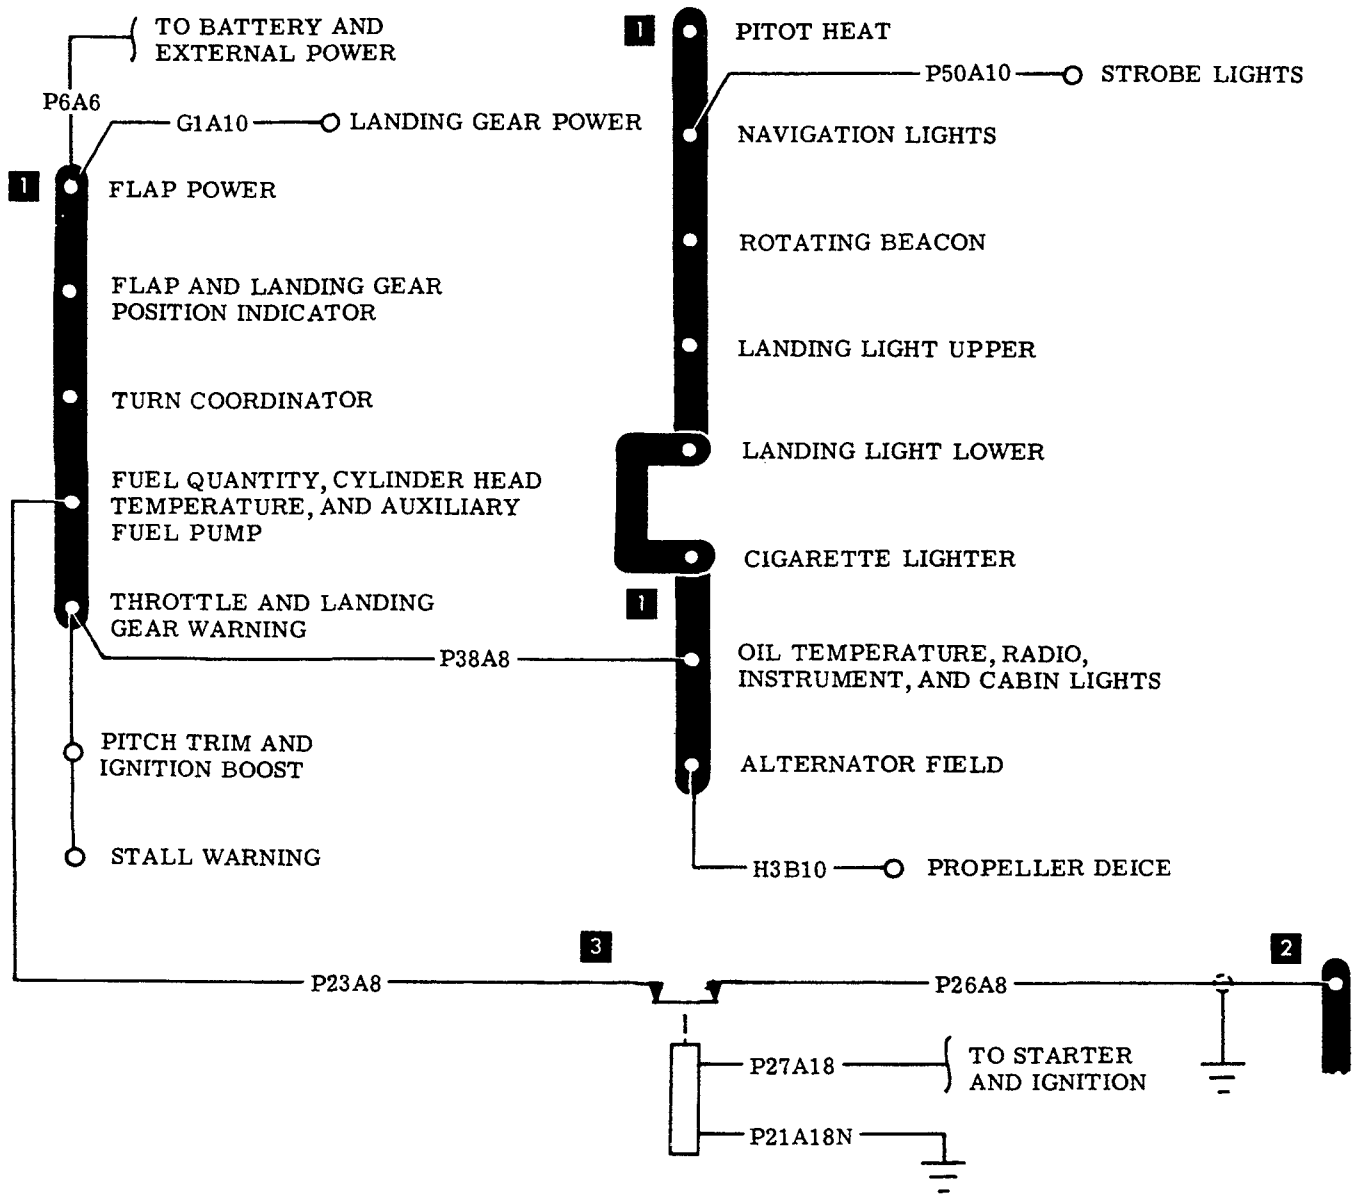 TO BATTERY AND
EXTERNAL POWER
P6A6
G1A10
LANDING GEAR POWER
1
FLAP POWER
FLAP AND LANDING GEAR
POSITION INDICATOR
TURN COORDINATOR
FUEL QUANTITY, CYLINDER HEAD
TEMPERATURE, AND AUXILIARY
FUEL PUMP
THROTTLE AND LANDING
GEAR WARNING
P38A8
PITCH TRIM AND
IGNITION BOOST
STALL WARNING
1
PITOT HEAT
P50A10
STROBE LIGHTS
NAVIGATION LIGHTS
ROTATING BEACON
LANDING LIGHT UPPER
LANDING LIGHT LOWER
CIGARETTE LIGHTER
1
OIL TEMPERATURE, RADIO,
INSTRUMENT, AND CABIN LIGHTS
ALTERNATOR FIELD
H3B10
PROPELLER DEICE
3
2
P23A8
P26A8
P27A18
TO STARTER
AND IGNITION
P21A18N